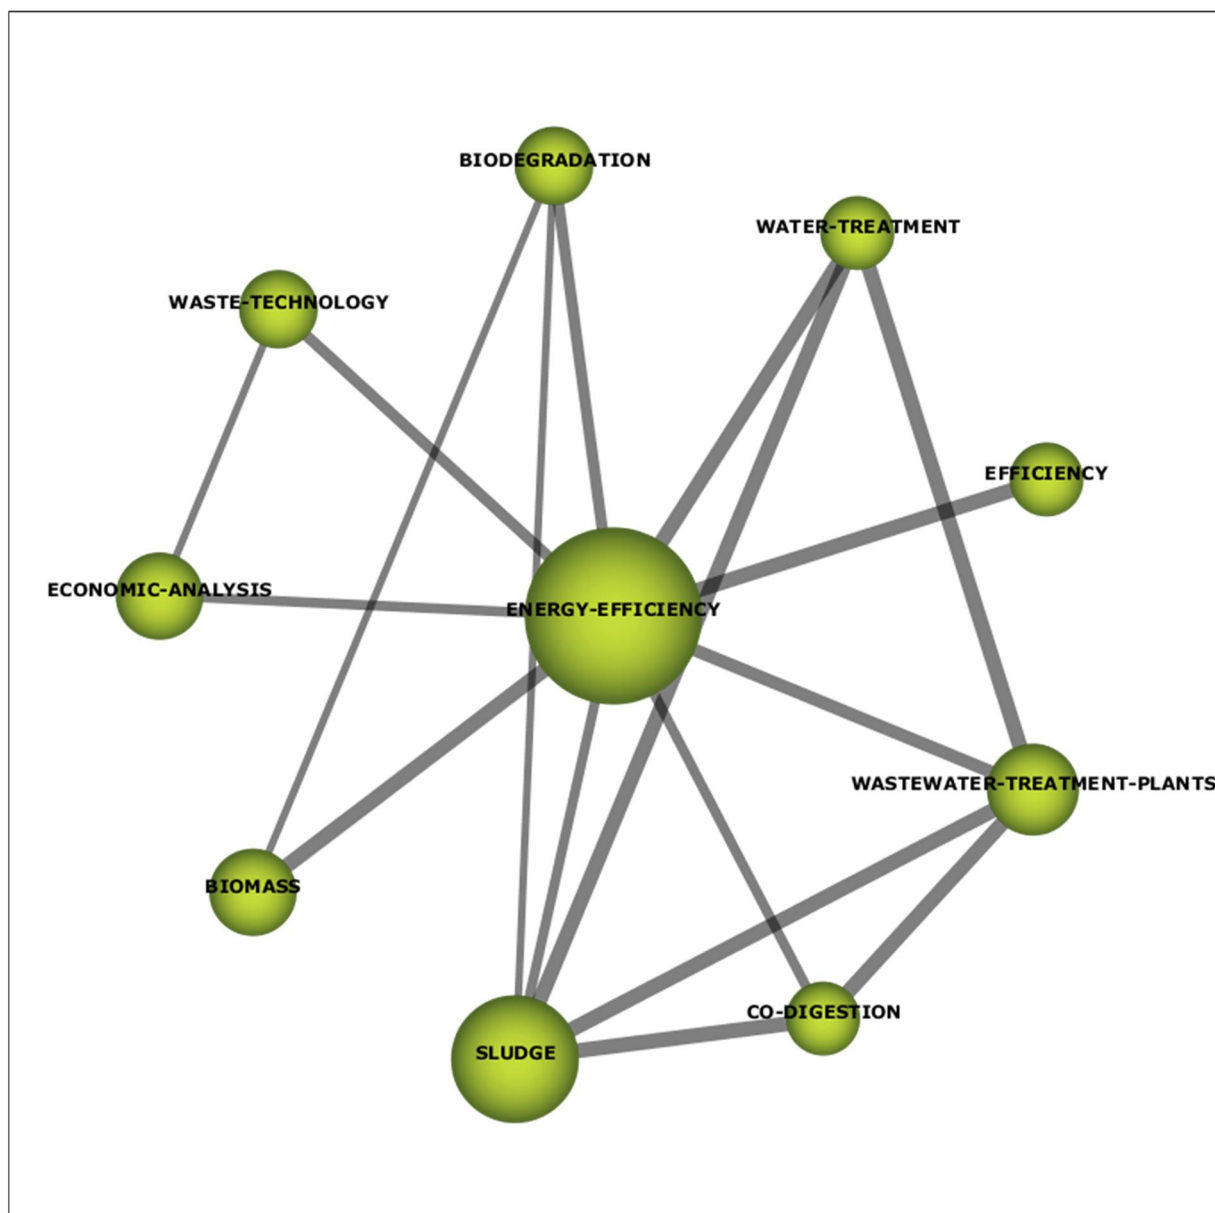 BIODEGRADATION
WATER-TREATMENT
WASTE-TECHNOLOGY
EFFICIENCY
ECONOMIC-ANALYSIS
ENERGY-EFFICIENCY
WASTEWATER-TREATMENT-PLANTS
BIOMASS
CO-DIGESTION
SLUDGE